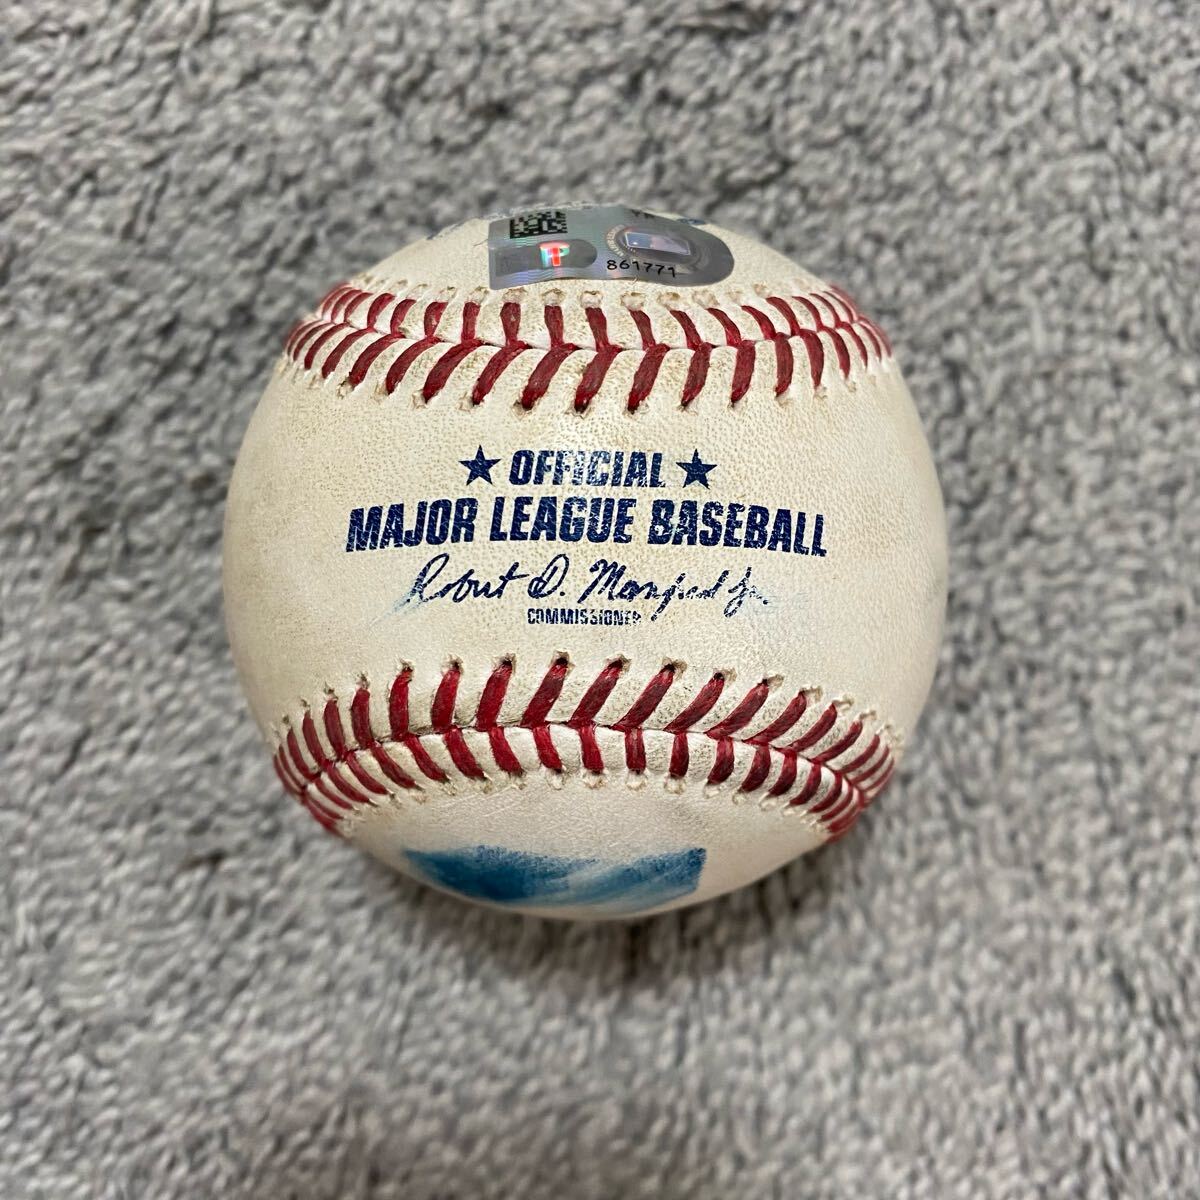 861771
★ OFFICIAL ★
MAJOR LEAGUE BASEBALL
Robert D. Manfred Jr.
COMMISSIONER